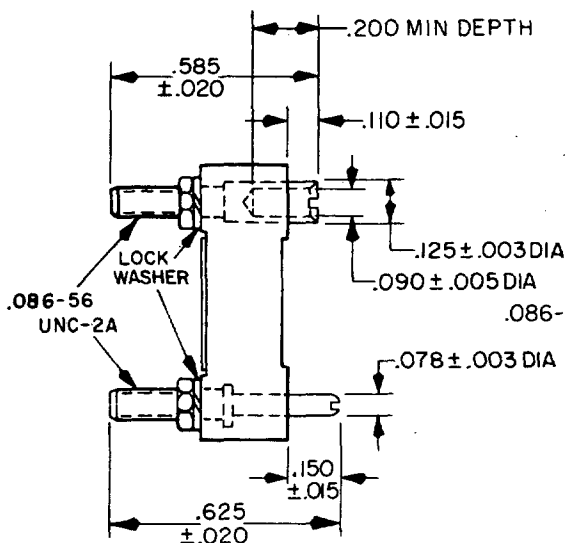 .200 MIN DEPTH
.585
±.020
.110 ± .015
.125±.003 DIA
LOCK
WASHER
.090±.005 DIA
.086-56
UNC-2A
.086-
.078±.003 DIA
.150
±.015
.625
±.020